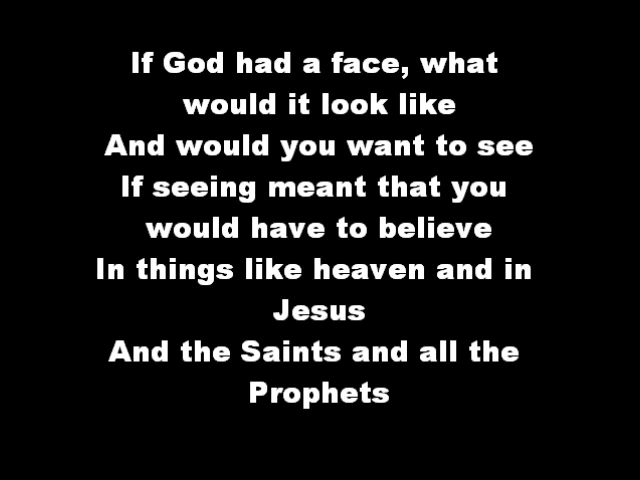 If God had a face, what
would it look like
And would you want to see
If seeing meant that you
would have to believe
In things like heaven and in
Jesus
And the Saints and all the
Prophets